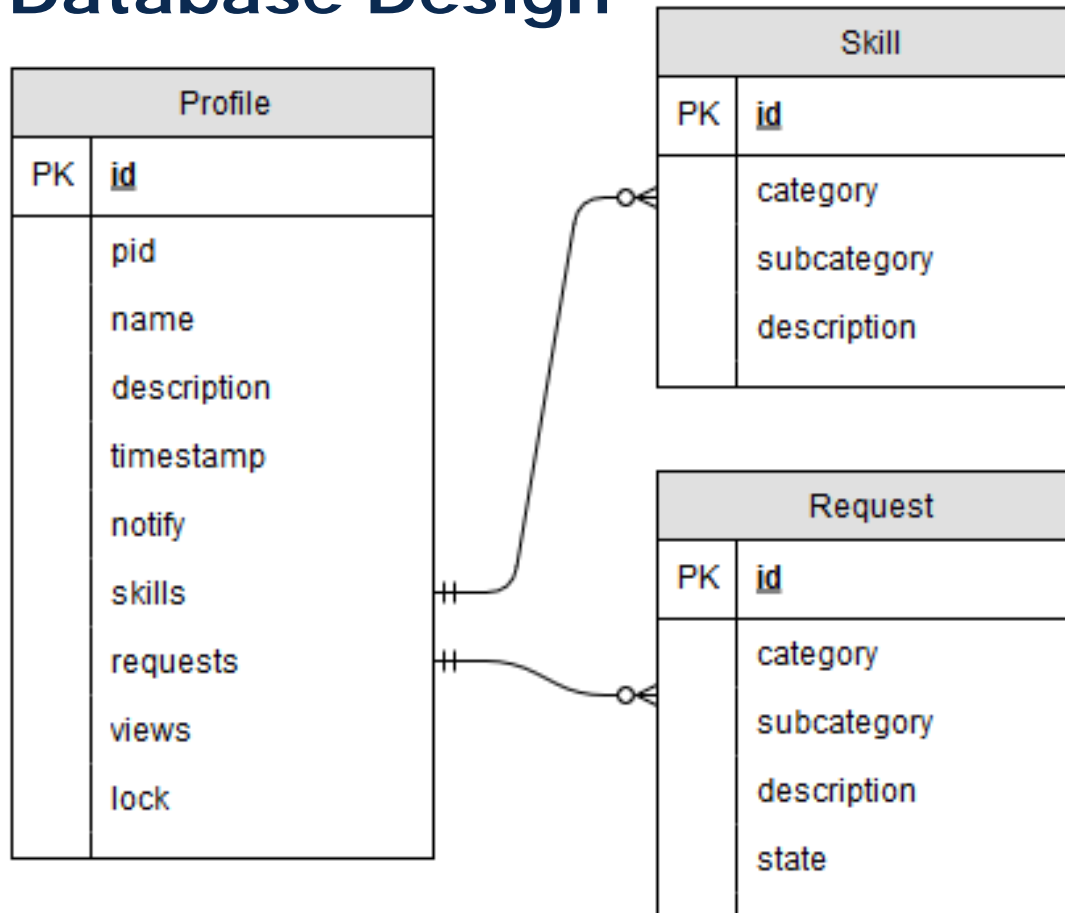 Database Design
Profile
PK id
pid
name
description
timestamp
notify
skills
requests
views
lock
Skill
PK id
category
subcategory
description
Request
PK id
category
subcategory
description
state